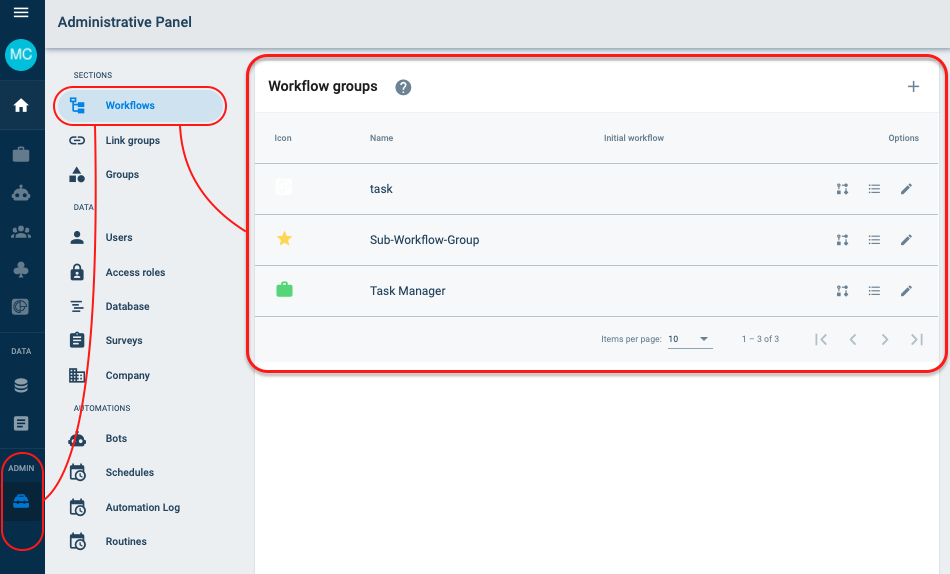 Administrative Panel
MC
SECTIONS
Workflows
Link groups
Groups
DATA
Users
Access roles
Database
Surveys
Company
AUTOMATIONS
Bots
Schedules
Automation Log
Routines
DATA
ADMIN
Workflow groups ?
Icon Name Initial workflow Options
task
Sub-Workflow-Group
Task Manager
Items per page: 10 1 – 3 of 3